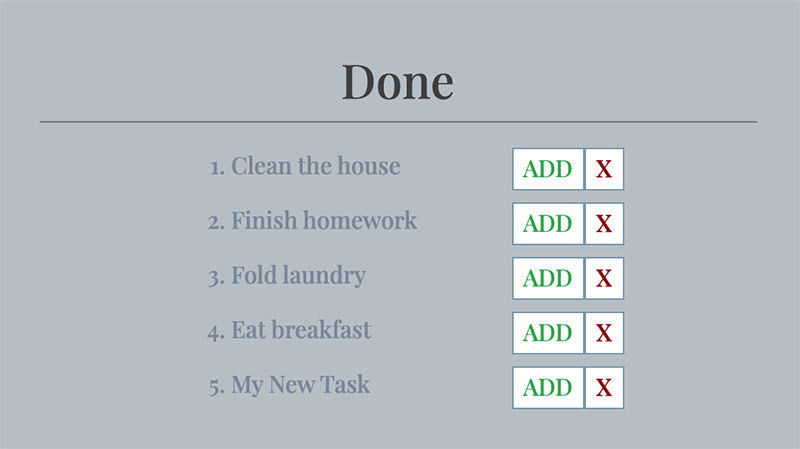 Done
1. Clean the house ADD X
2. Finish homework ADD X
3. Fold laundry ADD X
4. Eat breakfast ADD X
5. My New Task ADD X